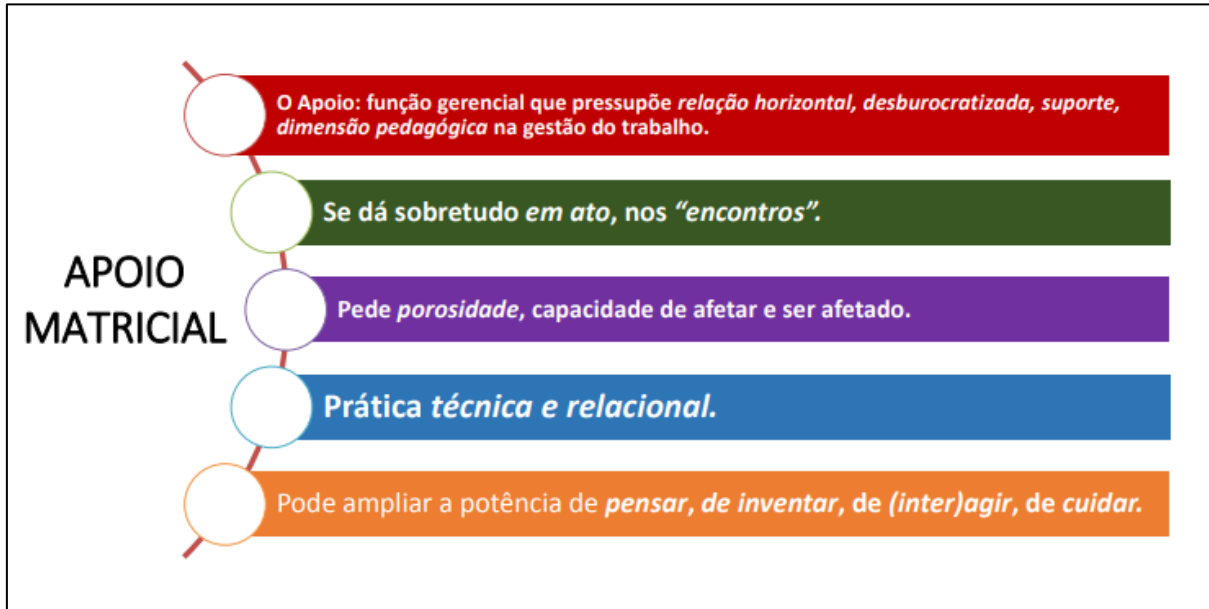 O Apoio: função gerencial que pressupõe relação horizontal, desburocratizada, suporte,
dimensão pedagógica na gestão do trabalho.
Se dá sobretudo em ato, nos “encontros”.
APOIO
MATRICIAL
Pede porosidade, capacidade de afetar e ser afetado.
Prática técnica e relacional.
Pode ampliar a potência de pensar, de inventar, de (inter)agir, de cuidar.